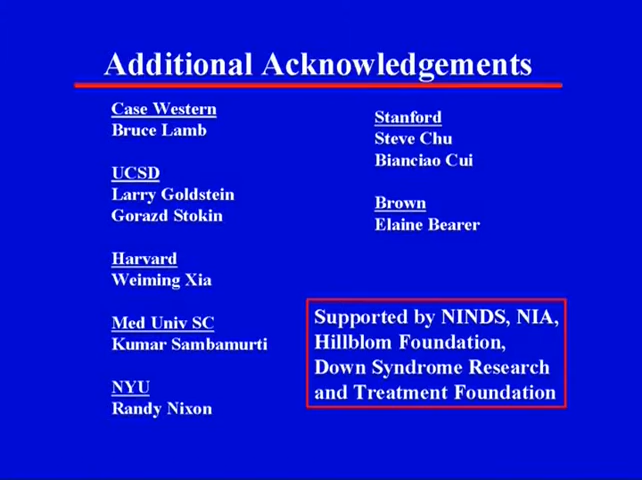 Additional Acknowledgements
Case Western
Bruce Lamb
UCSD
Larry Goldstein
Gorazd Stokin
Harvard
Weiming Xia
Med Univ SC
Kumar Sambamurti
NYU
Randy Nixon
Stanford
Steve Chu
Bianciao Cui
Brown
Elaine Bearer
Supported by NINDS, NIA,
Hillblom Foundation,
Down Syndrome Research
and Treatment Foundation